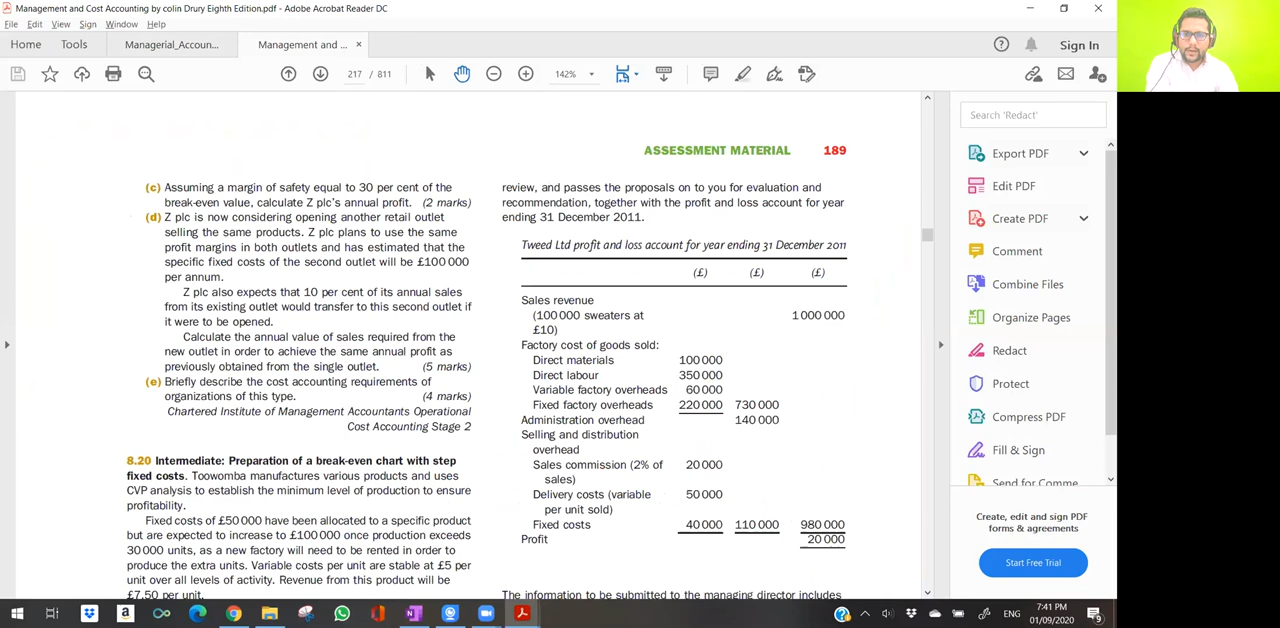 Management and Cost Accounting by colin Drury Eighth Edition.pdf - Adobe Acrobat Reader DC
File Edit View Sign Window Help
Home Tools Managerial_Accoun... Management and ... × Sign In
217 / 811 142%
ASSESSMENT MATERIAL 189
(c) Assuming a margin of safety equal to 30 per cent of the
break-even value, calculate Z plc's annual profit. (2 marks)
(d) Z plc is now considering opening another retail outlet
selling the same products. Z plc plans to use the same
profit margins in both outlets and has estimated that the
specific fixed costs of the second outlet will be £100 000
per annum.
Z plc also expects that 10 per cent of its annual sales
from its existing outlet would transfer to this second outlet if
it were to be opened.
Calculate the annual value of sales required from the
new outlet in order to achieve the same annual profit as
previously obtained from the single outlet. (5 marks)
(e) Briefly describe the cost accounting requirements of
organizations of this type. (4 marks)
Chartered Institute of Management Accountants Operational
Cost Accounting Stage 2
8.20 Intermediate: Preparation of a break-even chart with step
fixed costs. Toowomba manufactures various products and uses
CVP analysis to establish the minimum level of production to ensure
profitability.
Fixed costs of £50 000 have been allocated to a specific product
but are expected to increase to £100 000 once production exceeds
30 000 units, as a new factory will need to be rented in order to
produce the extra units. Variable costs per unit are stable at £5 per
unit over all levels of activity. Revenue from this product will be
£7.50 per unit.
review, and passes the proposals on to you for evaluation and
recommendation, together with the profit and loss account for year
ending 31 December 2011.
Tweed Ltd profit and loss account for year ending 31 December 2011
(£) (£) (£)
Sales revenue
(100 000 sweaters at 1 000 000
£10)
Factory cost of goods sold:
Direct materials 100 000
Direct labour 350 000
Variable factory overheads 60 000
Fixed factory overheads 220 000 730 000
Administration overhead 140 000
Selling and distribution
overhead
Sales commission (2% of 20 000
sales)
Delivery costs (variable 50 000
per unit sold)
Fixed costs 40 000 110 000 980 000
Profit 20 000
The information to be submitted to the managing director includes
Search 'Redact'
Export PDF
Edit PDF
Create PDF
Comment
Combine Files
Organize Pages
Redact
Protect
Compress PDF
Fill & Sign
Send for Comme
Create, edit and sign PDF
forms & agreements
Start Free Trial
ENG
7:41 PM
01/09/2020